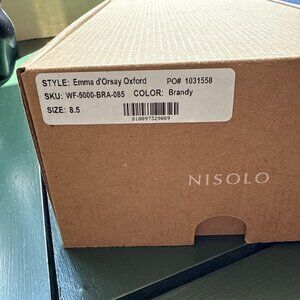 STYLE: Emma d'Orsay Oxford PO# 1031558
SKU: WF-5000-BRA-085 COLOR: Brandy
SIZE: 8.5
810097329089
NISOLO